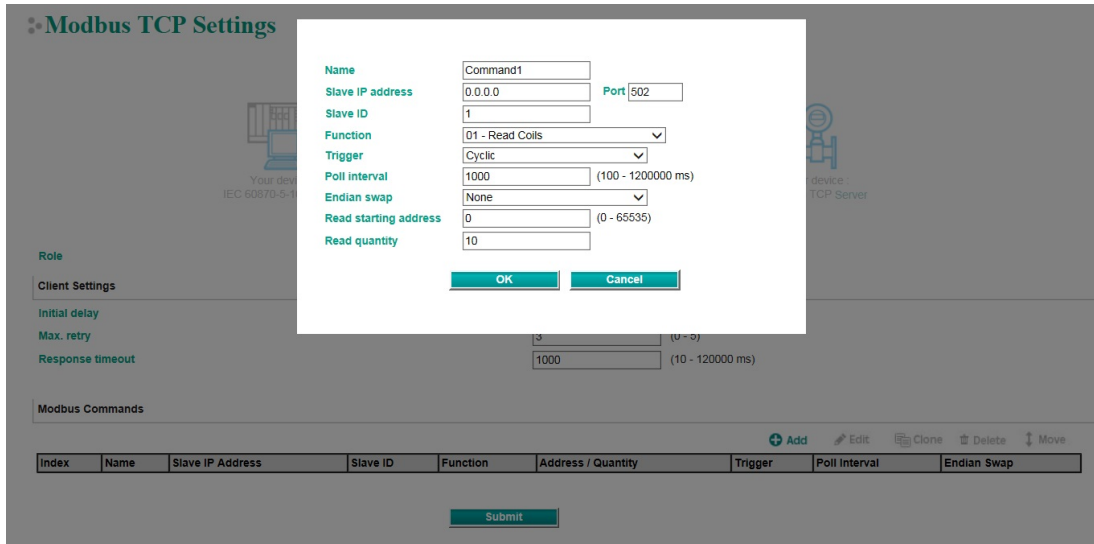 Modbus TCP Settings
Name Command1
Slave IP address 0.0.0.0 Port 502
Slave ID 1
Function 01 - Read Coils
Trigger Cyclic
Poll interval 1000 (100 - 1200000 ms)
Endian swap None
Read starting address 0 (0 - 65535)
Read quantity 10
OK Cancel
Your
IEC 60870-5-
device :
TCP Server
Role
Client Settings
Initial delay
Max. retry 3 (0 - 5)
Response timeout 1000 (10 - 120000 ms)
Modbus Commands
Add Edit Clone Delete Move
Index Name Slave IP Address Slave ID Function Address / Quantity Trigger Poll Interval Endian Swap
Submit